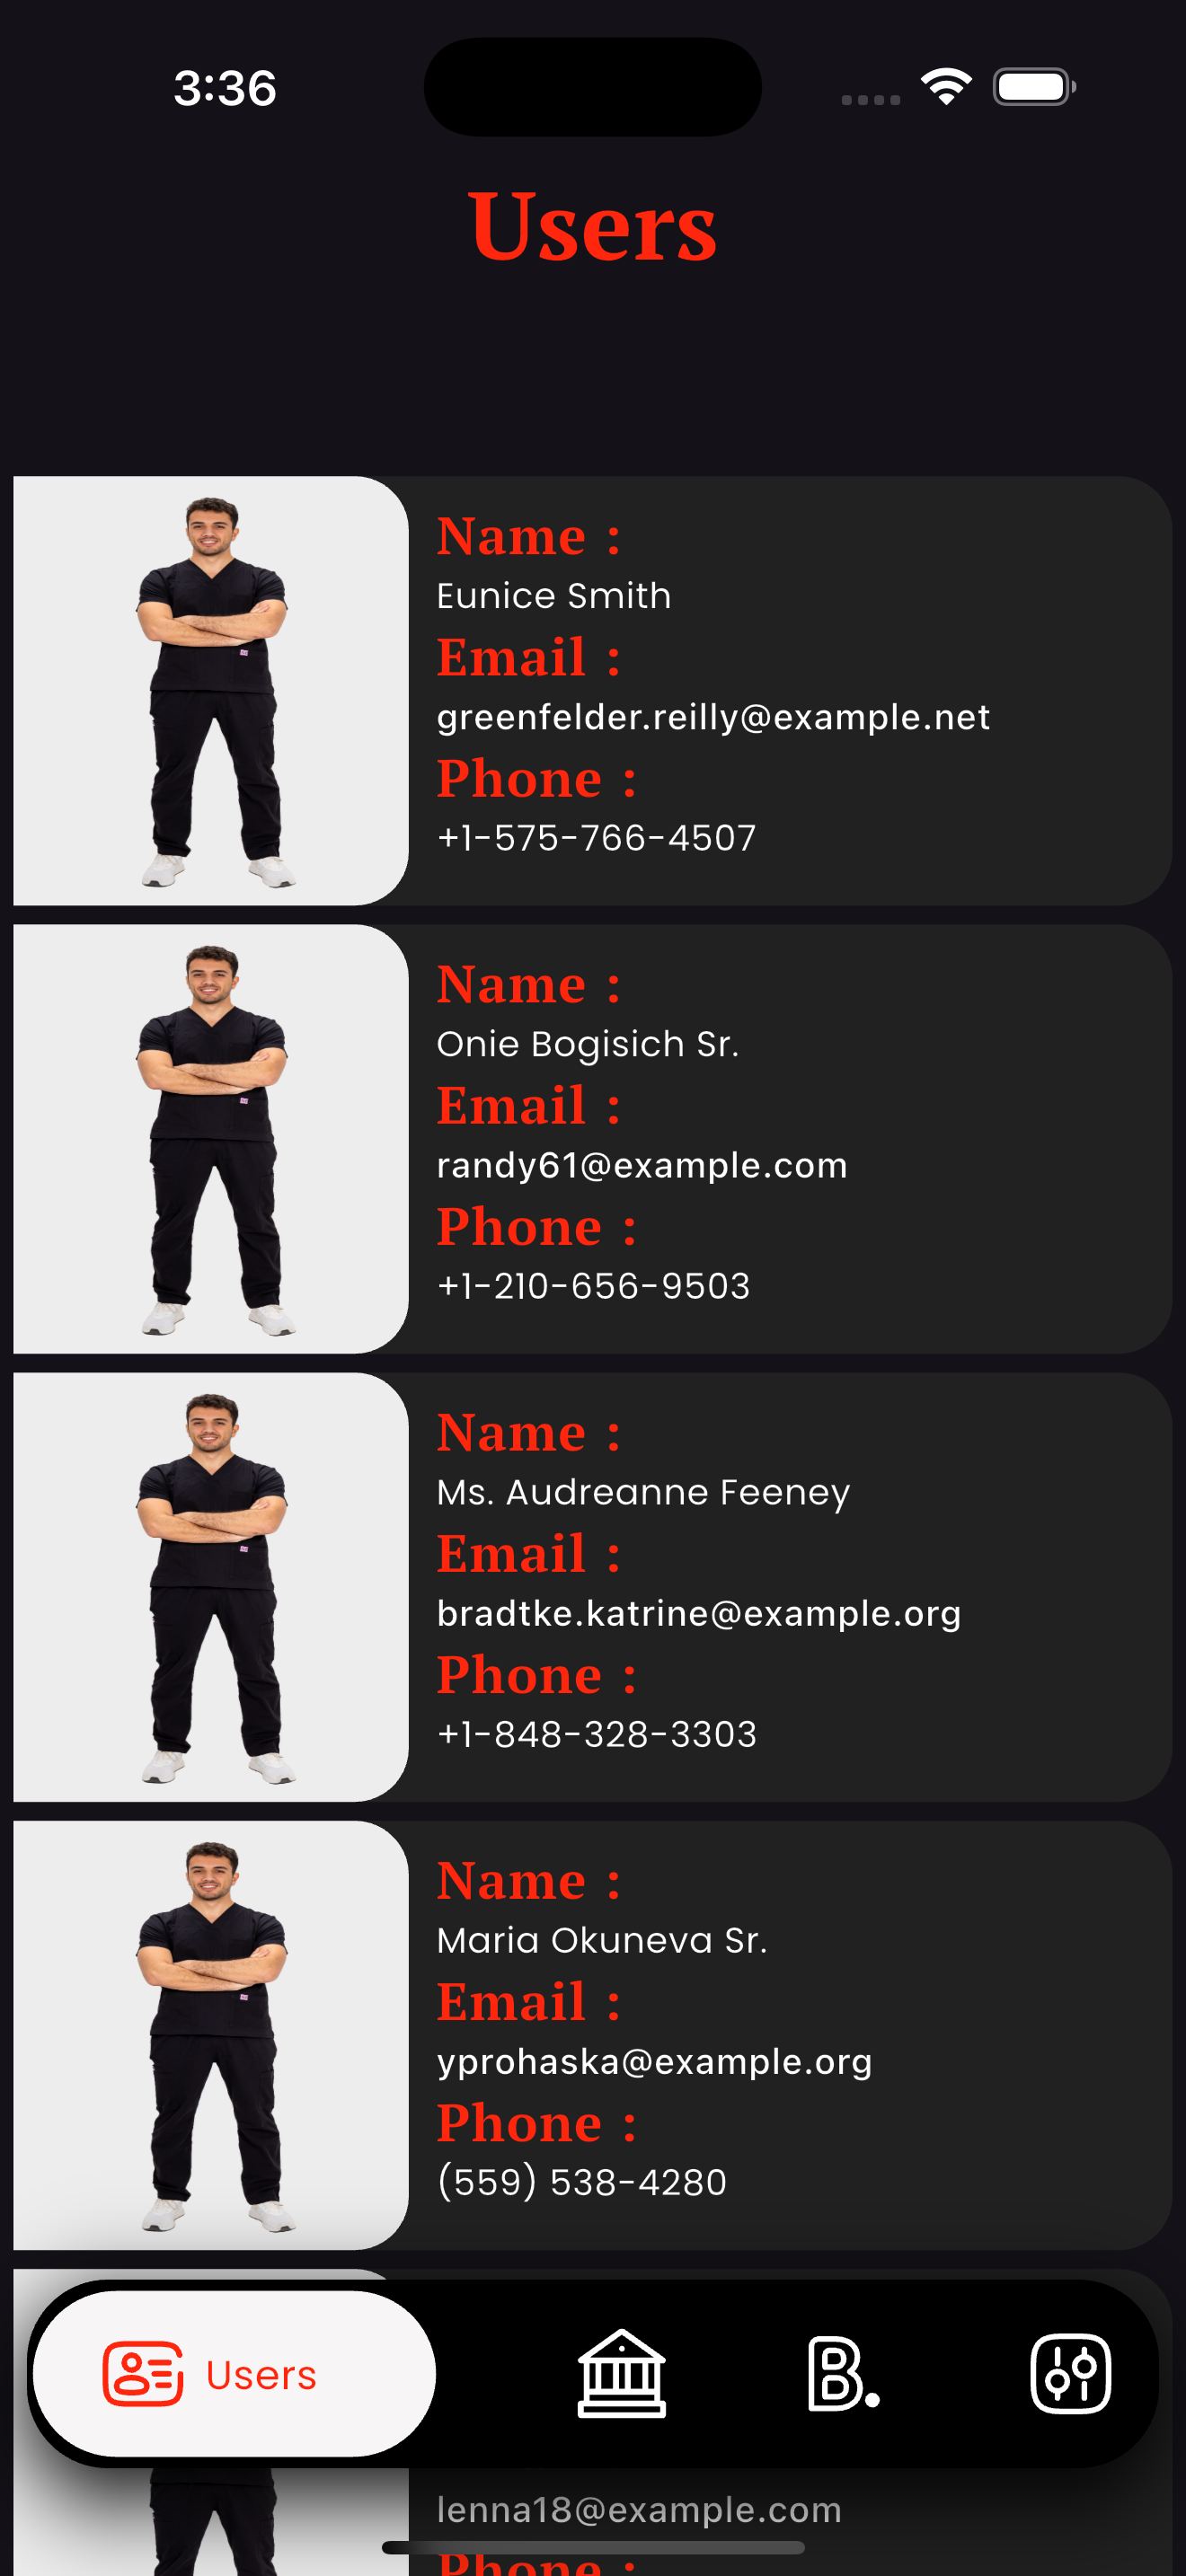 3:36
Users
Name :
Eunice Smith
Email :
greenfelder.reilly@example.net
Phone :
+1-575-766-4507
Name :
Onie Bogisich Sr.
Email :
randy61@example.com
Phone :
+1-210-656-9503
Name :
Ms. Audreanne Feeney
Email :
bradtke.katrine@example.org
Phone :
+1-848-328-3303
Name :
Maria Okuneva Sr.
Email :
yprohaska@example.org
Phone :
(559) 538-4280
Users
B.
lenna18@example.com
Phone :